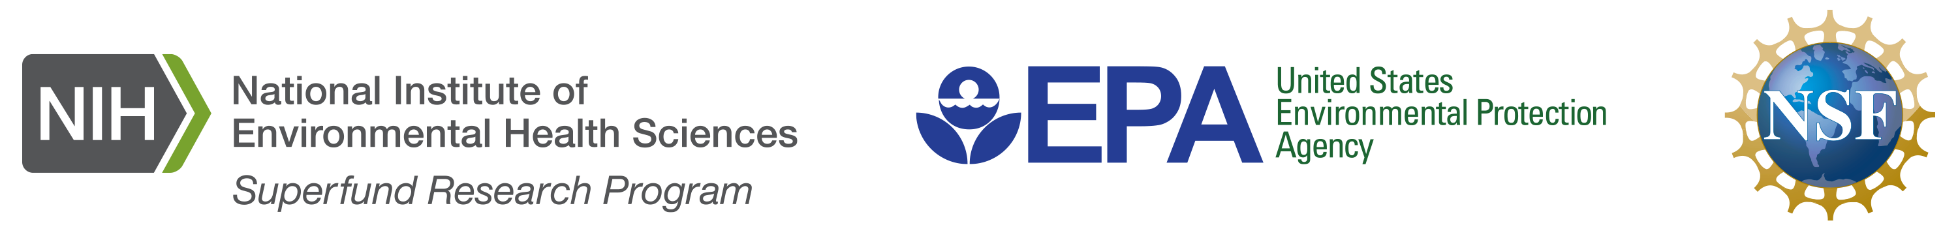 NIH
National Institute of
Environmental Health Sciences
Superfund Research Program
EPA
United States
Environmental Protection
Agency
NSF